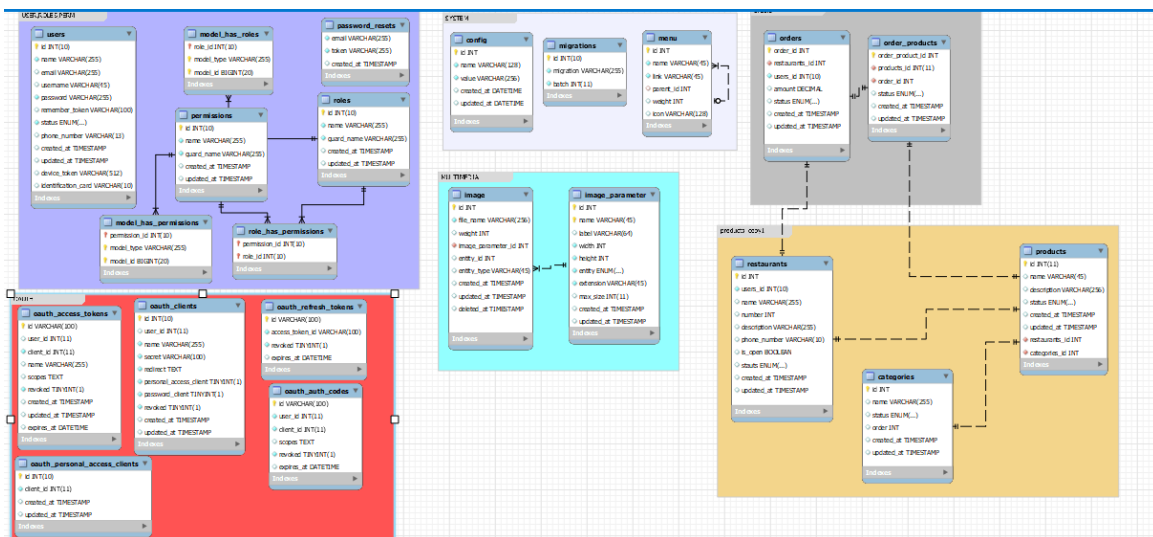 USER,ROLES,PERM
users
id INT(10)
name VARCHAR(255)
email VARCHAR(255)
username VARCHAR(45)
password VARCHAR(255)
remember_token VARCHAR(100)
status ENUM(...)
phone_number VARCHAR(13)
created_at TIMESTAMP
updated_at TIMESTAMP
device_token VARCHAR(512)
identification_card VARCHAR(10)
Indexes
model_has_roles
role_id INT(10)
model_type VARCHAR(255)
model_id BIGINT(20)
Indexes
password_resets
email VARCHAR(255)
token VARCHAR(255)
created_at TIMESTAMP
Indexes
permissions
id INT(10)
name VARCHAR(255)
guard_name VARCHAR(255)
created_at TIMESTAMP
updated_at TIMESTAMP
Indexes
roles
id INT(10)
name VARCHAR(255)
guard_name VARCHAR(255)
created_at TIMESTAMP
updated_at TIMESTAMP
Indexes
model_has_permissions
permission_id INT(10)
model_type VARCHAR(255)
model_id BIGINT(20)
Indexes
role_has_permissions
permission_id INT(10)
role_id INT(10)
Indexes
SYSTEM
config
id INT
name VARCHAR(128)
value VARCHAR(256)
created_at DATETIME
updated_at DATETIME
Indexes
migrations
id INT(10)
migration VARCHAR(255)
batch INT(11)
Indexes
menu
id INT
name VARCHAR(45)
link VARCHAR(45)
parent_id INT
weight INT
icon VARCHAR(128)
Indexes
orders
order_id INT
restaurants_id INT
users_id INT(10)
amount DECIMAL
status ENUM(...)
created_at TIMESTAMP
updated_at TIMESTAMP
Indexes
order_products
order_product_id INT
products_id INT(11)
order_id INT
status ENUM(...)
created_at TIMESTAMP
updated_at TIMESTAMP
Indexes
MULTIMEDIA
image
id INT
file_name VARCHAR(256)
weight INT
image_parameter_id INT
entity_id INT
entity_type VARCHAR(45)
created_at TIMESTAMP
updated_at TIMESTAMP
deleted_at TIMESTAMP
Indexes
image_parameter
id INT
name VARCHAR(45)
label VARCHAR(64)
width INT
height INT
entity ENUM(...)
extension VARCHAR(45)
max_size INT(11)
created_at TIMESTAMP
updated_at TIMESTAMP
Indexes
restaurants
id INT
users_id INT(10)
name VARCHAR(255)
number INT
description VARCHAR(255)
phone_number VARCHAR(10)
is_open BOOLEAN
stauts ENUM(...)
created_at TIMESTAMP
updated_at TIMESTAMP
Indexes
products
id INT(11)
name VARCHAR(45)
description VARCHAR(256)
status ENUM(...)
created_at TIMESTAMP
updated_at TIMESTAMP
restaurants_id INT
categories_id INT
Indexes
categories
id INT
name VARCHAR(255)
status ENUM(...)
order INT
created_at TIMESTAMP
updated_at TIMESTAMP
Indexes
oauth_access_tokens
id VARCHAR(100)
user_id INT(11)
client_id INT(11)
name VARCHAR(255)
scopes TEXT
revoked TINYINT(1)
created_at TIMESTAMP
updated_at TIMESTAMP
expires_at DATETIME
Indexes
oauth_clients
id INT(10)
user_id INT(11)
name VARCHAR(255)
secret VARCHAR(100)
redirect TEXT
personal_access_client TINYINT(1)
password_client TINYINT(1)
revoked TINYINT(1)
created_at TIMESTAMP
updated_at TIMESTAMP
Indexes
oauth_refresh_tokens
id VARCHAR(100)
access_token_id VARCHAR(100)
revoked TINYINT(1)
expires_at DATETIME
Indexes
oauth_auth_codes
id VARCHAR(100)
user_id INT(11)
client_id INT(11)
scopes TEXT
revoked TINYINT(1)
expires_at DATETIME
Indexes
oauth_personal_access_clients
id INT(10)
client_id INT(11)
created_at TIMESTAMP
updated_at TIMESTAMP
Indexes